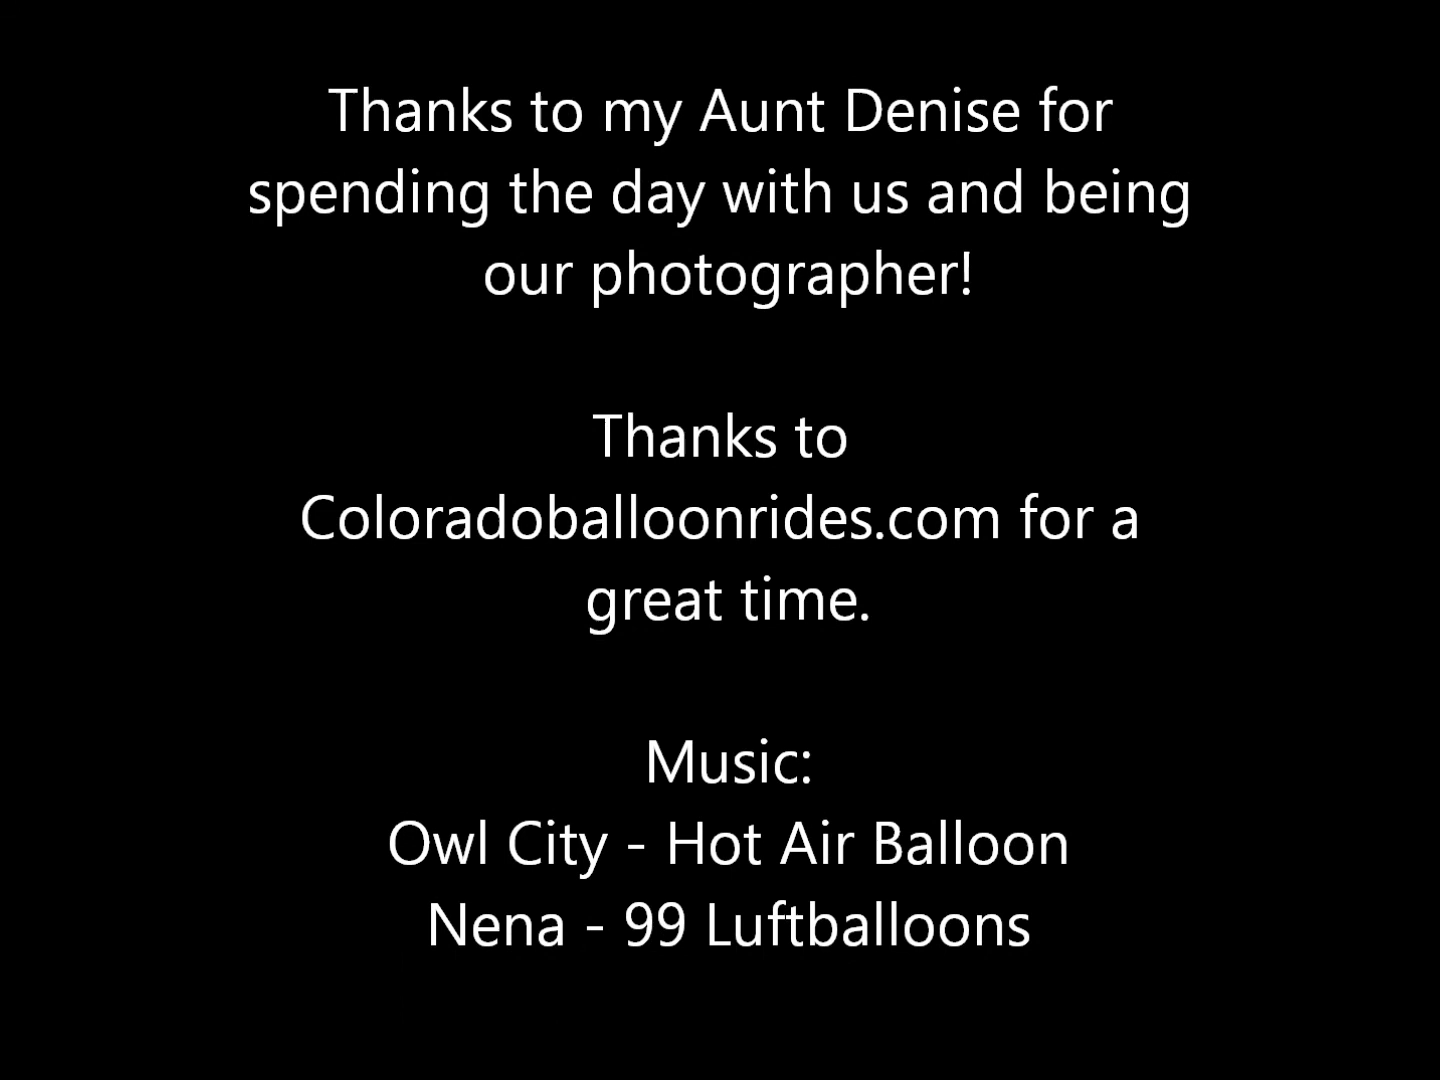 Thanks to my Aunt Denise for
spending the day with us and being
our photographer!
Thanks to
Coloradoballoonrides.com for a
great time.
Music:
Owl City - Hot Air Balloon
Nena - 99 Luftballoons